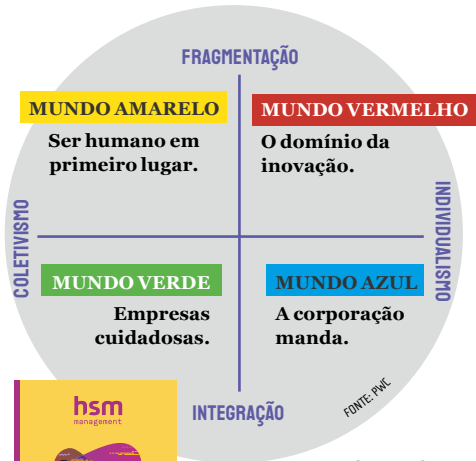 FRAGMENTAÇÃO
MUNDO AMARELO
Ser humano em
primeiro lugar.
MUNDO VERMELHO
O domínio da
inovação.
COLETIVISMO
INDIVIDUALISMO
MUNDO VERDE
Empresas
cuidadosas.
MUNDO AZUL
A corporação
manda.
INTEGRAÇÃO
FONTE: PWC
hsm
management